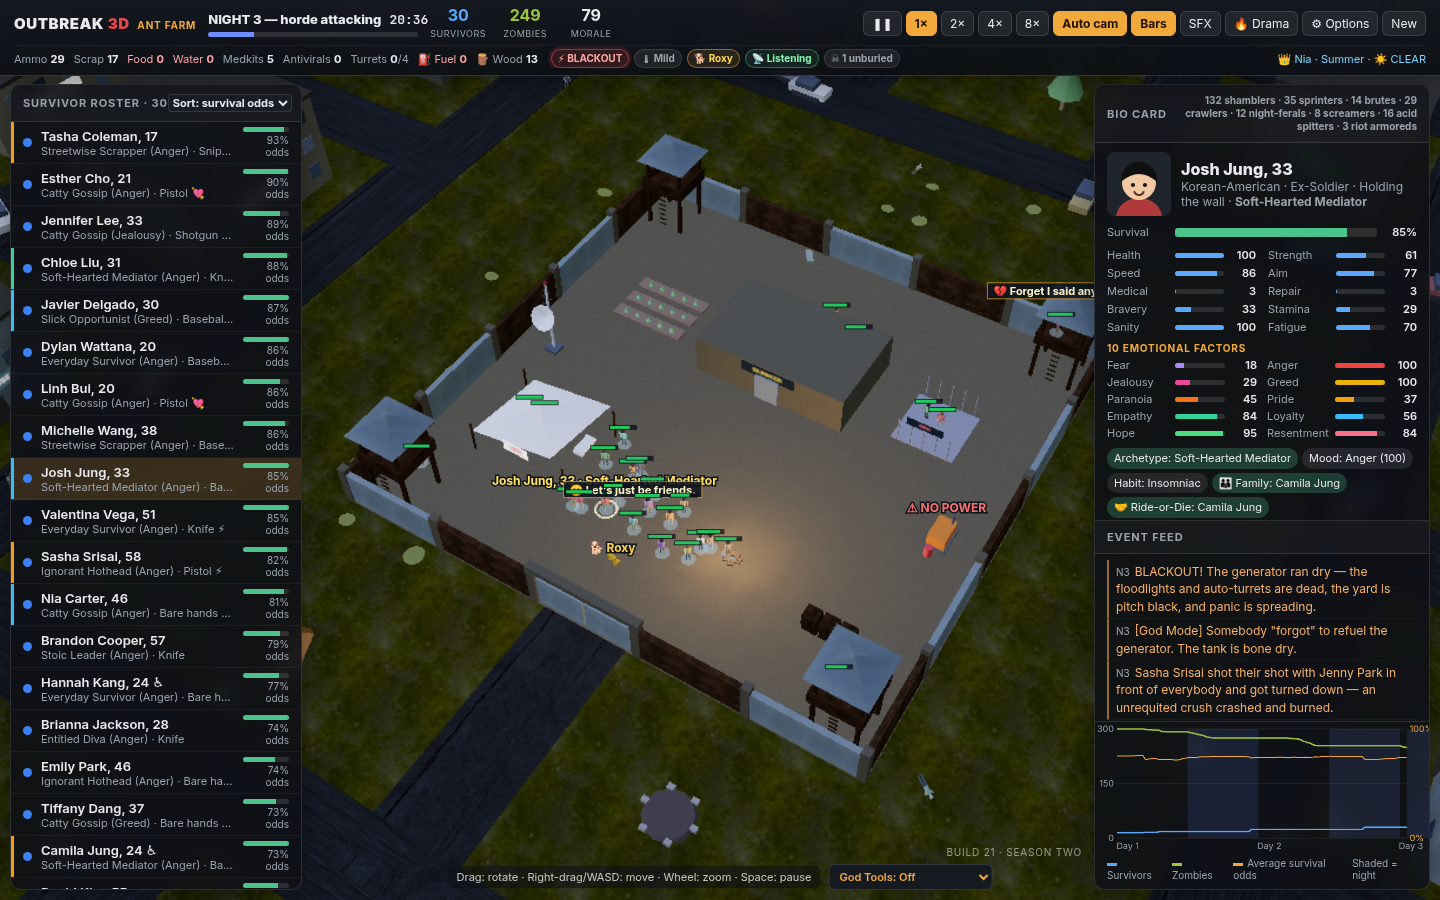 OUTBREAK 3D ANT FARM
NIGHT 3 — horde attacking 20:36
30 SURVIVORS
249 ZOMBIES
79 MORALE
❚❚ 1× 2× 4× 8× Auto cam Bars SFX 🔥 Drama ⚙ Options New
Ammo 29 Scrap 17 Food 0 Water 0 Medkits 5 Antivirals 0 Turrets 0/4 ⛽ Fuel 0 🪵 Wood 13 ⚡ BLACKOUT 🌡 Mild 🐕 Roxy 📡 Listening ☠ 1 unburied
👑 Nia · Summer · ☀ CLEAR
SURVIVOR ROSTER · 30 Sort: survival odds
Tasha Coleman, 17
Streetwise Scrapper (Anger) · Snip...
93% odds
Esther Cho, 21
Catty Gossip (Anger) · Pistol 💘
90% odds
Jennifer Lee, 33
Catty Gossip (Jealousy) · Shotgun ...
89% odds
Chloe Liu, 31
Soft-Hearted Mediator (Anger) · Kn...
88% odds
Javier Delgado, 30
Slick Opportunist (Greed) · Basebal...
87% odds
Dylan Wattana, 20
Everyday Survivor (Anger) · Baseb...
86% odds
Linh Bui, 20
Catty Gossip (Anger) · Pistol 💘
86% odds
Michelle Wang, 38
Streetwise Scrapper (Anger) · Base...
86% odds
Josh Jung, 33
Soft-Hearted Mediator (Anger) · Ba...
85% odds
Valentina Vega, 51
Everyday Survivor (Anger) · Knife ⚡
85% odds
Sasha Srisai, 58
Ignorant Hothead (Anger) · Pistol ⚡
82% odds
Nia Carter, 46
Catty Gossip (Anger) · Bare hands ...
81% odds
Brandon Cooper, 57
Stoic Leader (Anger) · Knife
79% odds
Hannah Kang, 24 ♿
Everyday Survivor (Anger) · Bare h...
77% odds
Brianna Jackson, 28
Entitled Diva (Anger) · Knife
74% odds
Emily Park, 46
Ignorant Hothead (Anger) · Bare ha...
74% odds
Tiffany Dang, 37
Catty Gossip (Greed) · Bare hands ...
73% odds
Camila Jung, 24 ♿
Soft-Hearted Mediator (Anger) · Ba...
73% odds
💔 Forget I said any
Josh Jung, 33 · Soft-Hearted Mediator
Let's just be friends.
🐕 Roxy
⚠ NO POWER
BUILD 21 · SEASON TWO
Drag: rotate · Right-drag/WASD: move · Wheel: zoom · Space: pause
God Tools: Off
BIO CARD
132 shamblers · 35 sprinters · 14 brutes · 29
crawlers · 12 night-ferals · 8 screamers · 16 acid
spitters · 3 riot armoreds
Josh Jung, 33
Korean-American · Ex-Soldier · Holding
the wall · Soft-Hearted Mediator
Survival 85%
Health 100 Strength 61
Speed 86 Aim 77
Medical 3 Repair 3
Bravery 33 Stamina 29
Sanity 100 Fatigue 70
10 EMOTIONAL FACTORS
Fear 18 Anger 100
Jealousy 29 Greed 100
Paranoia 45 Pride 37
Empathy 84 Loyalty 56
Hope 95 Resentment 84
Archetype: Soft-Hearted Mediator Mood: Anger (100)
Habit: Insomniac 👪 Family: Camila Jung
🤝 Ride-or-Die: Camila Jung
EVENT FEED
N3 BLACKOUT! The generator ran dry — the
floodlights and auto-turrets are dead, the yard is
pitch black, and panic is spreading.
N3 [God Mode] Somebody "forgot" to refuel the
generator. The tank is bone dry.
N3 Sasha Srisai shot their shot with Jenny Park in
front of everybody and got turned down — an
unrequited crush crashed and burned.
300 100%
150
0 0%
Day 1 Day 2 Day 3
Survivors Zombies Average survival odds Shaded = night